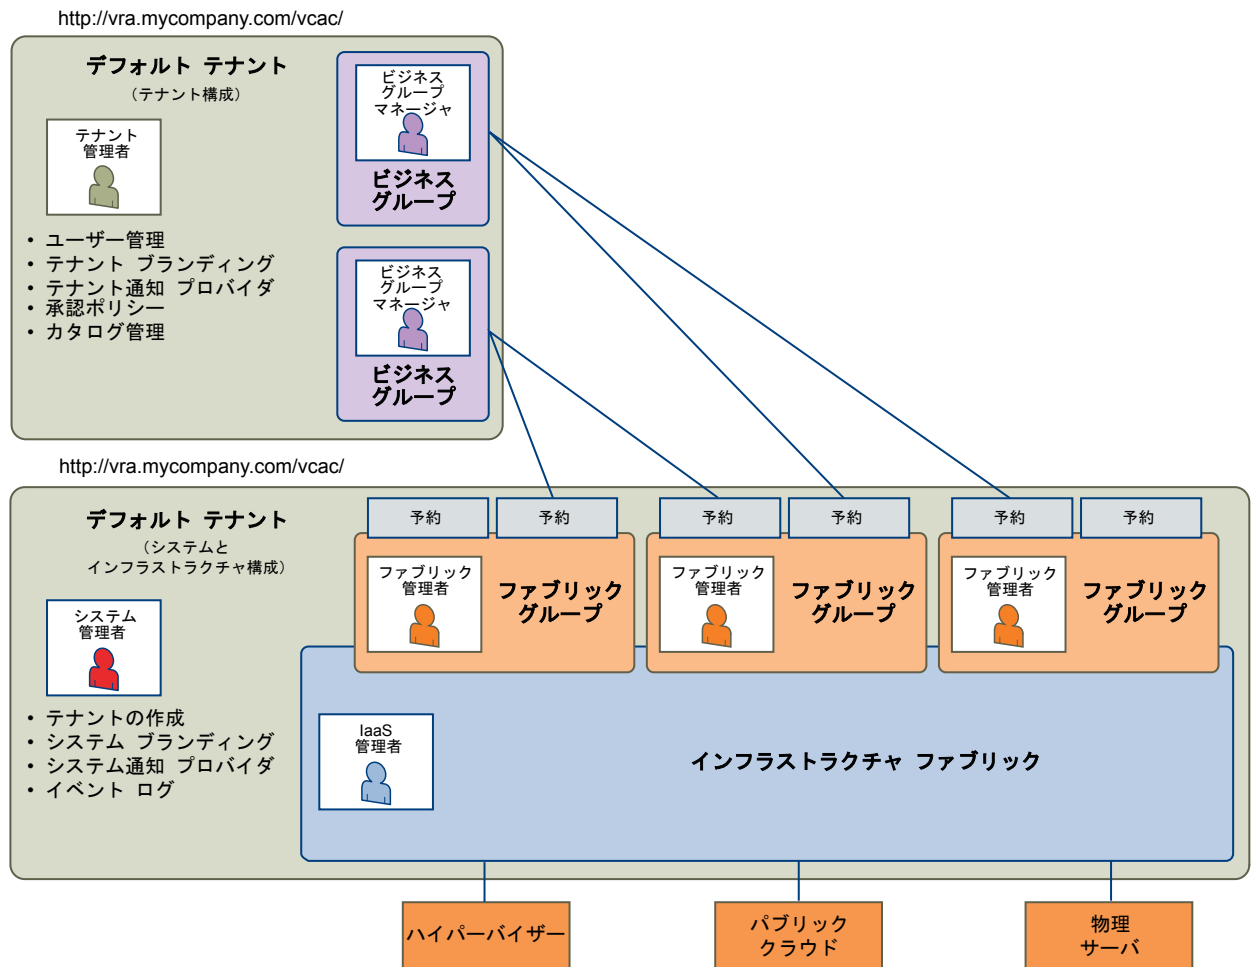 http://vra.mycompany.com/vcac/
デフォルト テナント
（テナント構成）
テナント
管理者
• ユーザー管理
• テナント ブランディング
• テナント通知 プロバイダ
• 承認ポリシー
• カタログ管理
ビジネス
グループ
マネージャ
ビジネス
グループ
ビジネス
グループ
マネージャ
ビジネス
グループ
http://vra.mycompany.com/vcac/
デフォルト テナント
（システムと
インフラストラクチャ構成）
システム
管理者
• テナントの作成
• システム ブランディング
• システム通知 プロバイダ
• イベント ログ
予約
予約
予約
予約
予約
予約
ファブリック
管理者
ファブリック
グループ
ファブリック
管理者
ファブリック
グループ
ファブリック
管理者
ファブリック
グループ
IaaS
管理者
インフラストラクチャ ファブリック
ハイパーバイザー
パブリック
クラウド
物理
サーバ